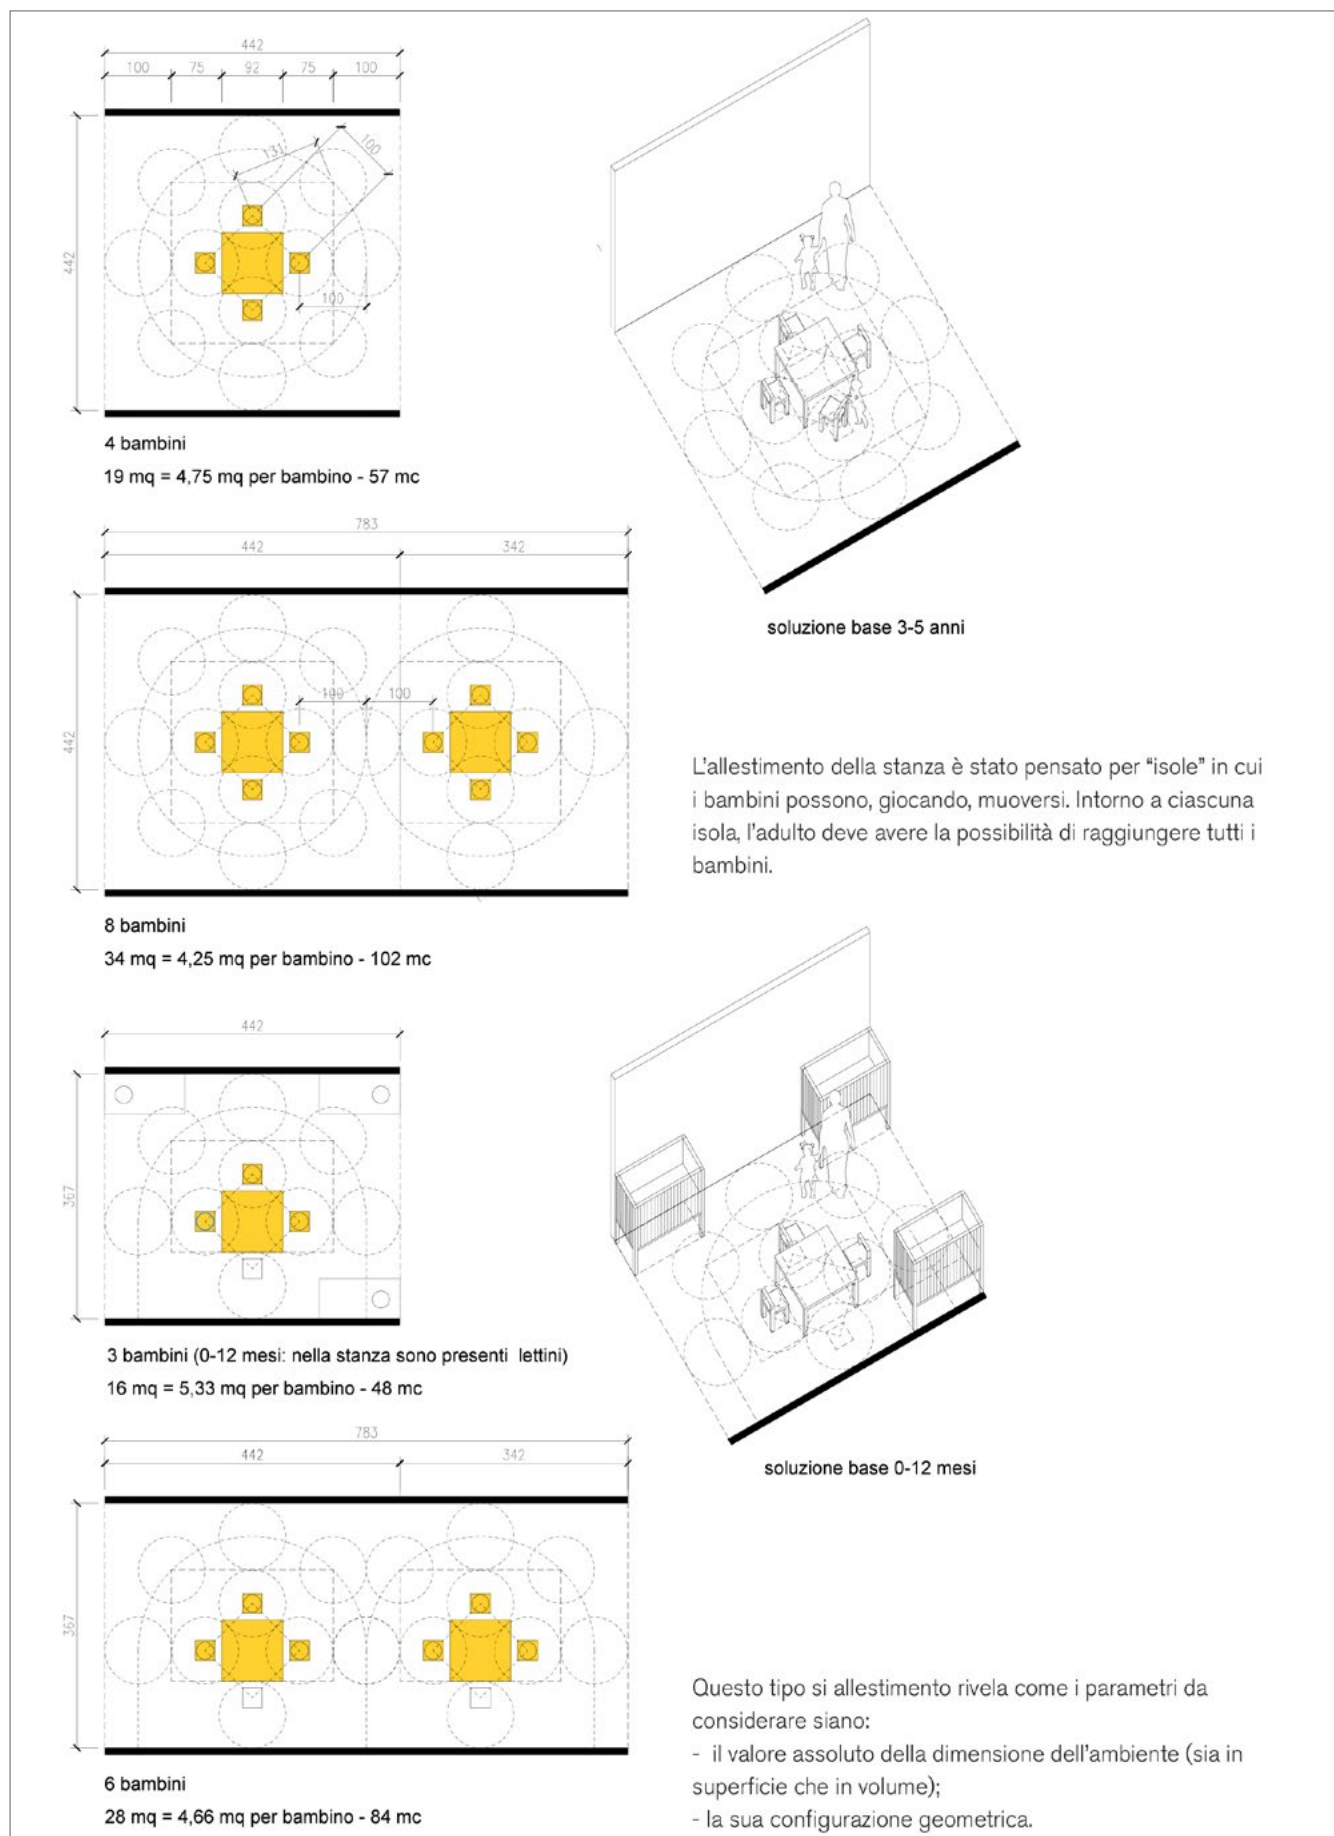 442
100 75 92 75 100
131
100
442
100
4 bambini
19 mq = 4,75 mq per bambino - 57 mc
soluzione base 3-5 anni
783
442 342
100 100
442
8 bambini
34 mq = 4,25 mq per bambino - 102 mc
L'allestimento della stanza è stato pensato per “isole” in cui
i bambini possono, giocando, muoversi. Intorno a ciascuna
isola, l'adulto deve avere la possibilità di raggiungere tutti i
bambini.
442
367
3 bambini (0-12 mesi: nella stanza sono presenti lettini)
16 mq = 5,33 mq per bambino - 48 mc
soluzione base 0-12 mesi
783
442 342
367
6 bambini
28 mq = 4,66 mq per bambino - 84 mc
Questo tipo si allestimento rivela come i parametri da
considerare siano:
- il valore assoluto della dimensione dell'ambiente (sia in
superficie che in volume);
- la sua configurazione geometrica.